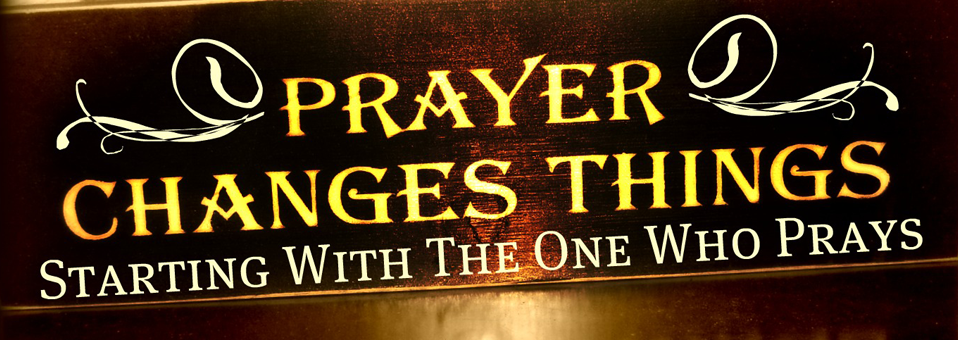 PRAYER
CHANGES THINGS
STARTING WITH THE ONE WHO PRAYS